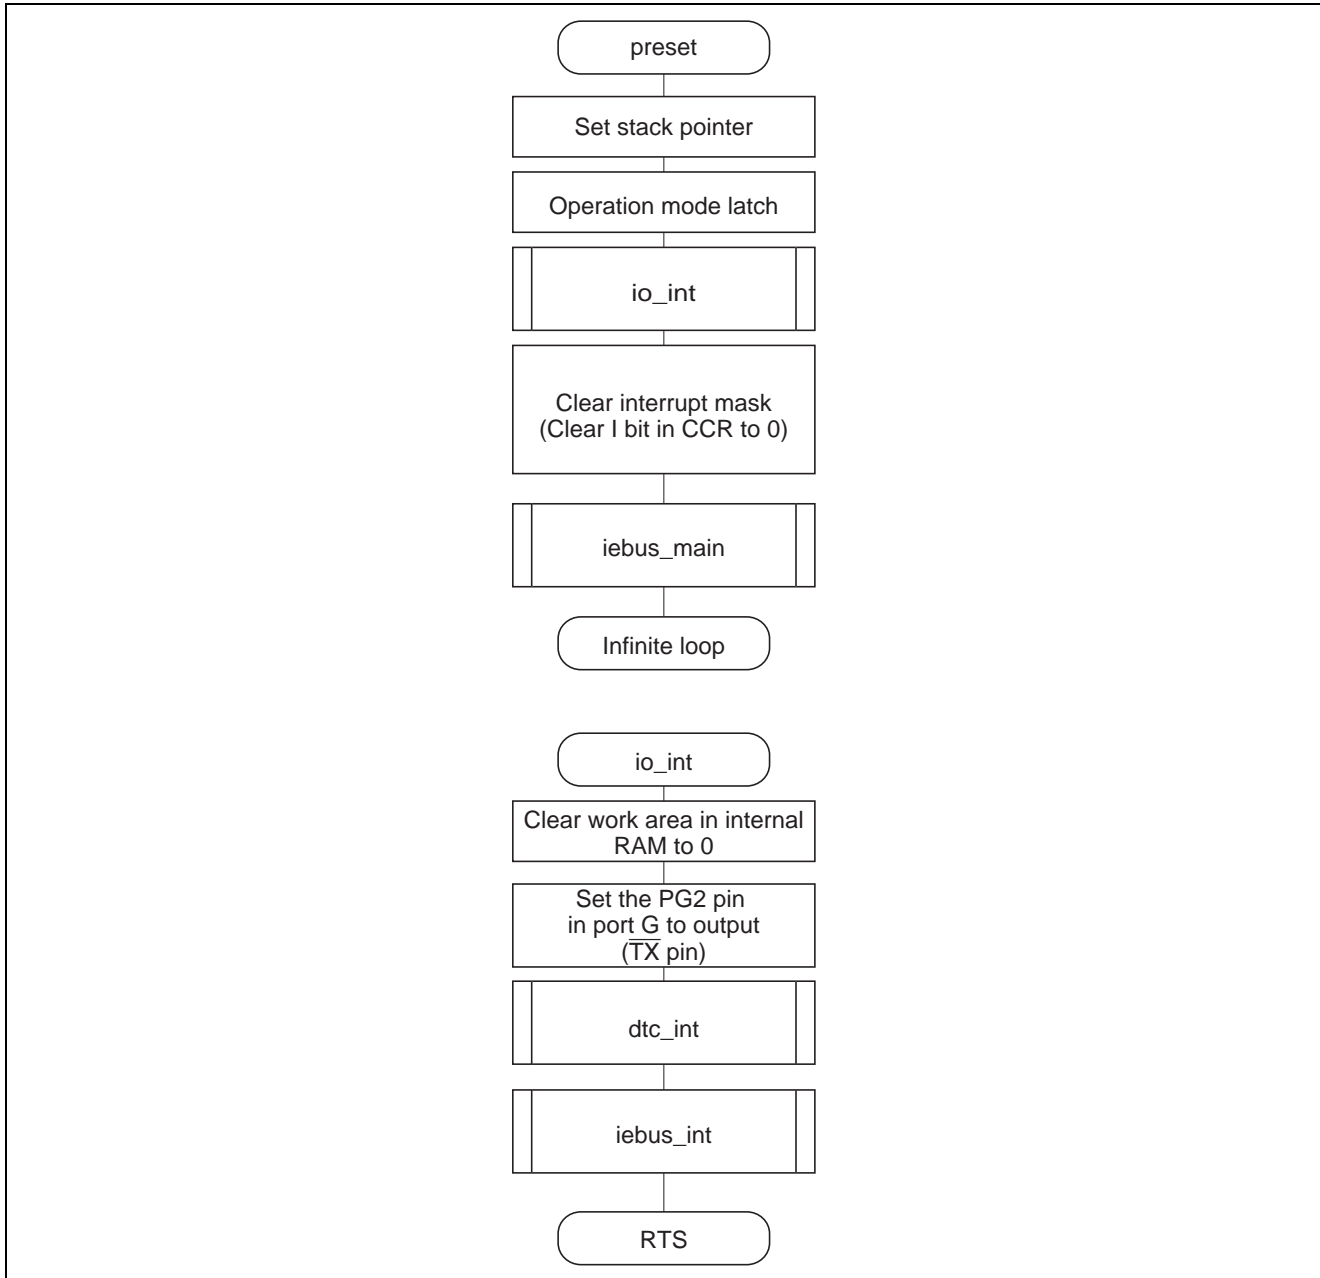 preset
Set stack pointer
Operation mode latch
io_int
Clear interrupt mask
(Clear I bit in CCR to 0)
iebus_main
Infinite loop
io_int
Clear work area in internal
RAM to 0
Set the PG2 pin
in port G to output
(T̅X̅ pin)
dtc_int
iebus_int
RTS